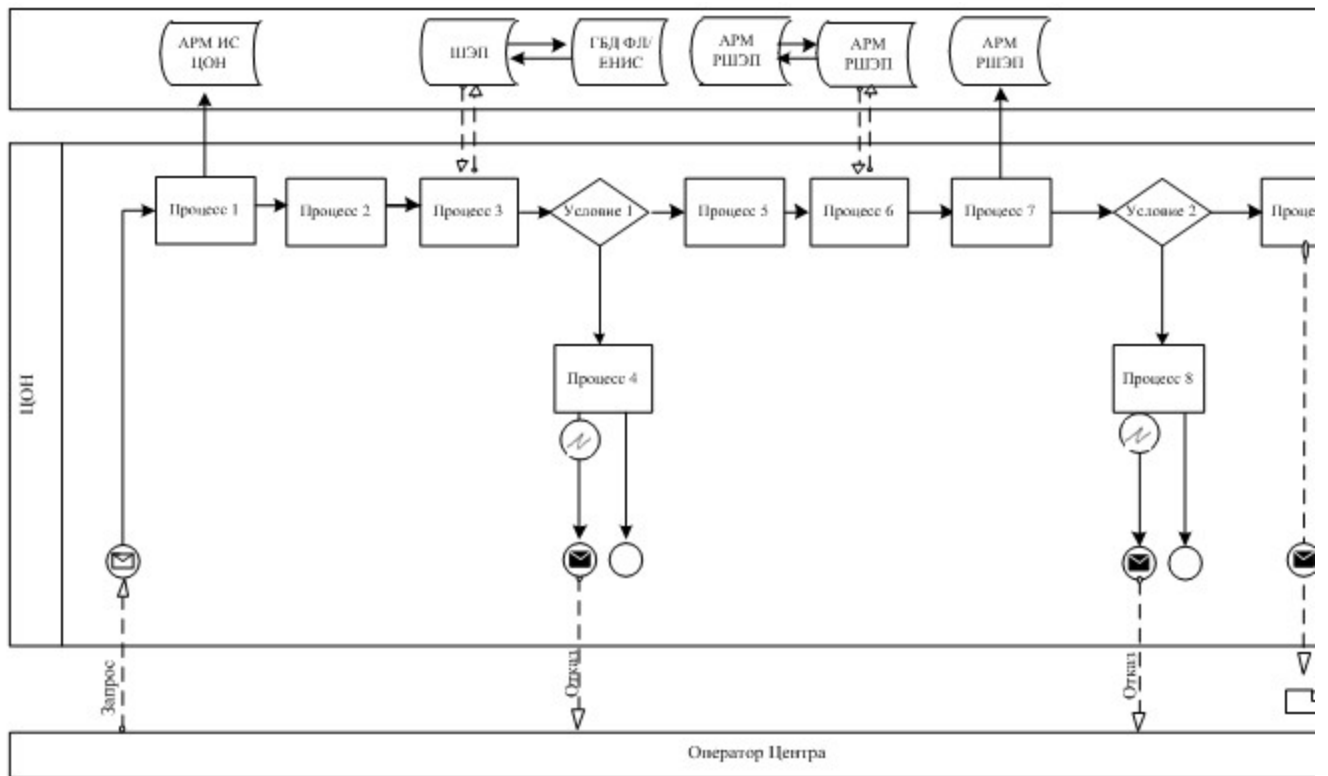 АРМ ИС
ЦОН
ШЭП
ГБД ФЛ/
ЕНИС
АРМ
РШЭП
АРМ
РШЭП
АРМ
РШЭП
ЦОН
Процесс 1
Процесс 2
Процесс 3
Условие 1
Процесс 5
Процесс 6
Процесс 7
Условие 2
Процесс 4
Процесс 8
Запрос
Отказ
Отказ
Оператор Центра